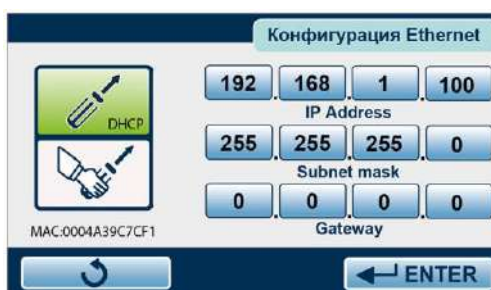 Конфигурация Ethernet
DHCP
MAC:0004A39C7CF1
192 . 168 . 1 . 100
IP Address
255 . 255 . 255 . 0
Subnet mask
0 . 0 . 0 . 0
Gateway
ENTER